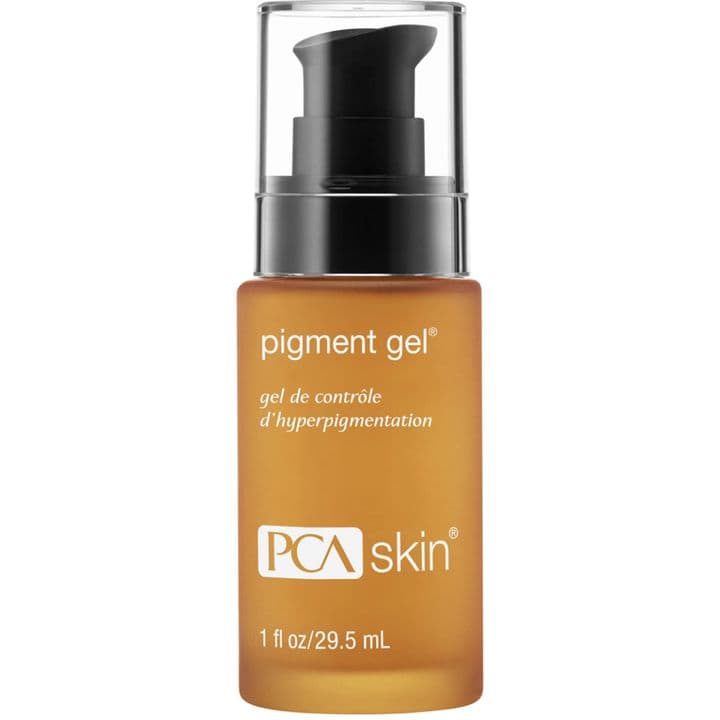 pigment gel®
gel de contrôle
d'hyperpigmentation
PCA skin®
1 fl oz/29.5 mL